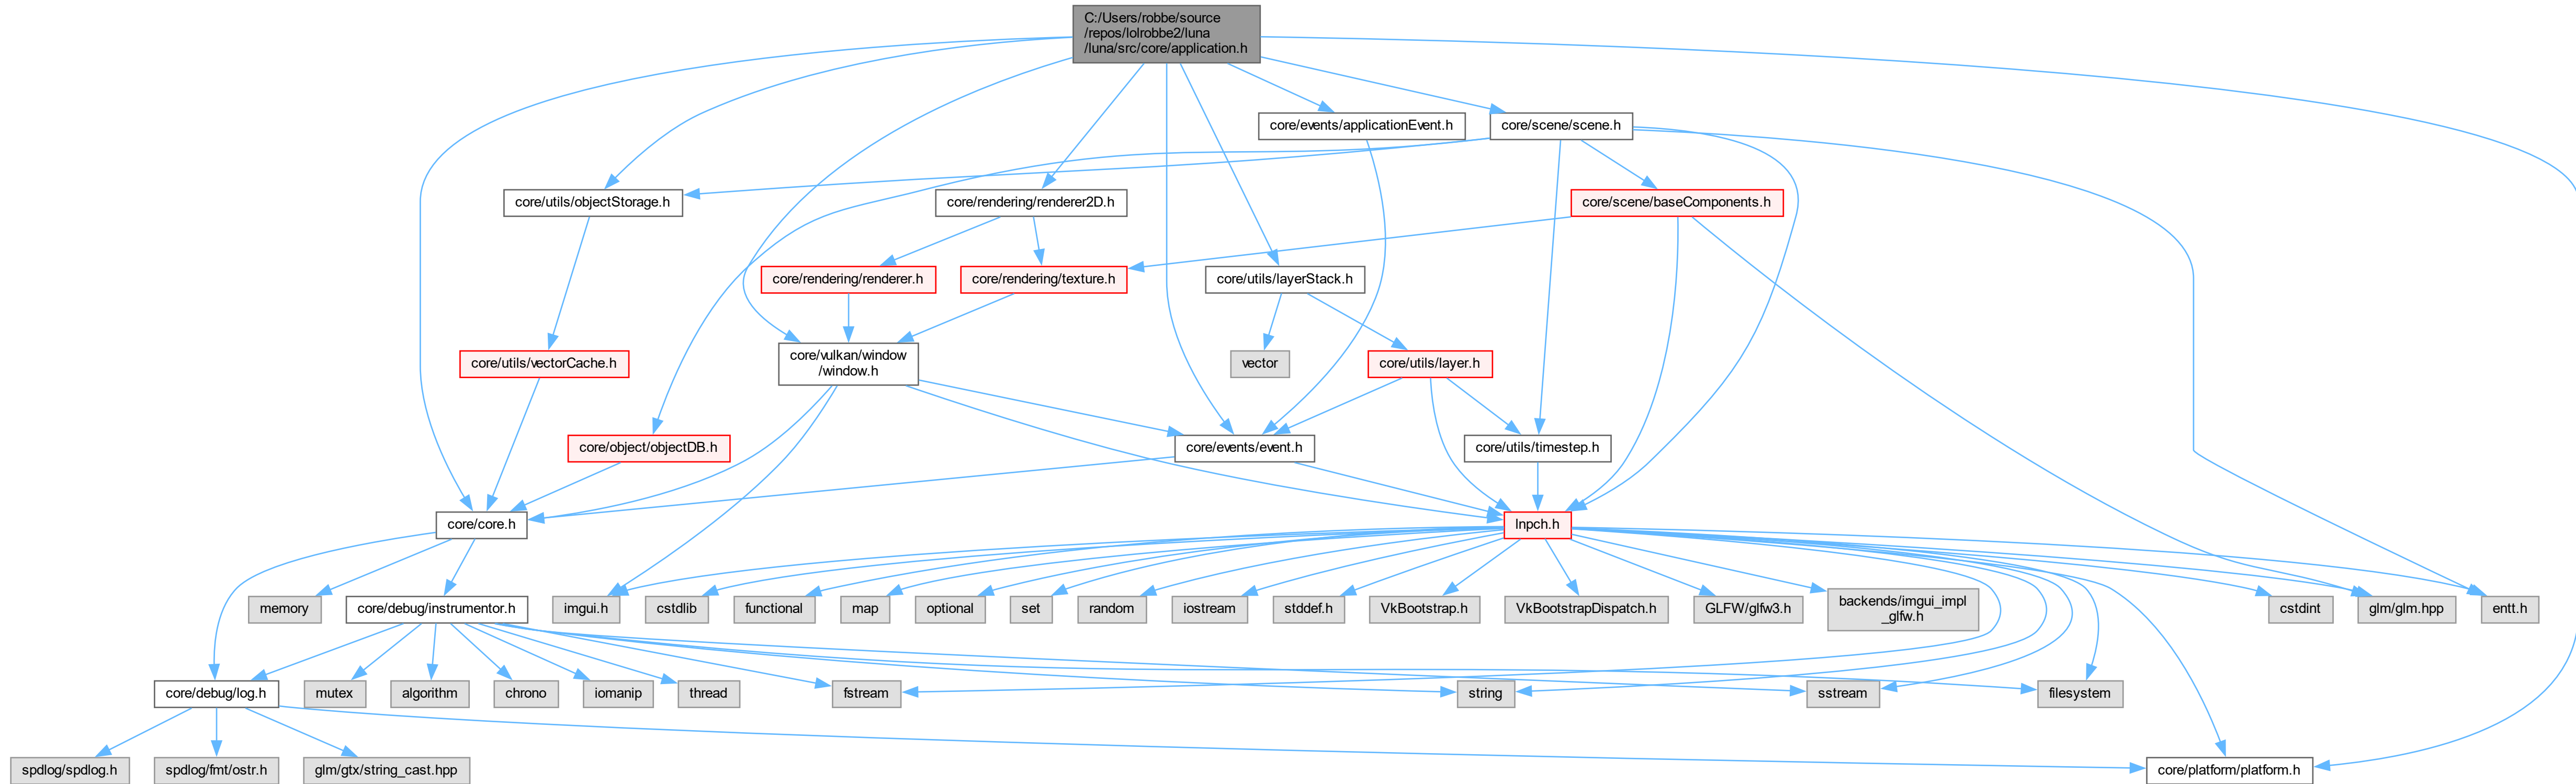 C:/Users/robbe/source
/repos/lolrobbe2/luna
/luna/src/core/application.h
core/events/applicationEvent.h
core/scene/scene.h
core/utils/objectStorage.h
core/rendering/renderer2D.h
core/scene/baseComponents.h
core/rendering/renderer.h
core/rendering/texture.h
core/utils/layerStack.h
core/utils/vectorCache.h
core/vulkan/window
/window.h
vector
core/utils/layer.h
core/object/objectDB.h
core/events/event.h
core/utils/timestep.h
core/core.h
lnpch.h
memory
core/debug/instrumentor.h
imgui.h
cstdlib
functional
map
optional
set
random
iostream
stddef.h
VkBootstrap.h
VkBootstrapDispatch.h
GLFW/glfw3.h
backends/imgui_impl
_glfw.h
cstdint
glm/glm.hpp
entt.h
core/debug/log.h
mutex
algorithm
chrono
iomanip
thread
fstream
string
sstream
filesystem
spdlog/spdlog.h
spdlog/fmt/ostr.h
glm/gtx/string_cast.hpp
core/platform/platform.h